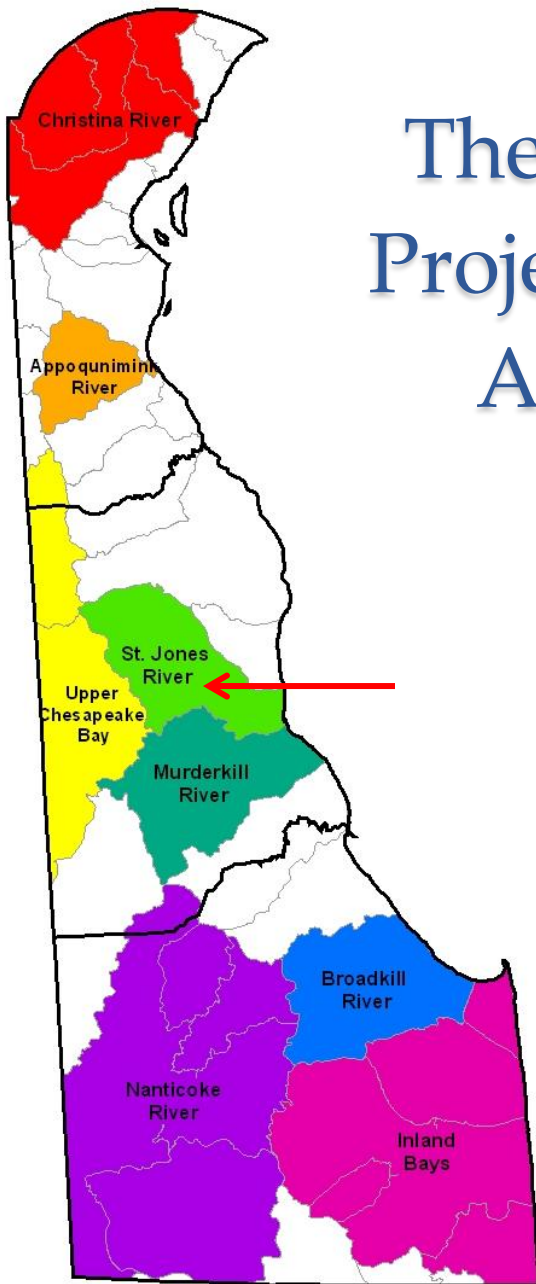 The
Proje
A
Christina River
Appoqunimink
River
St. Jones
River
Upper
Chesapeake
Bay
Murderkill
River
Broadkill
River
Nanticoke
River
Inland
Bays